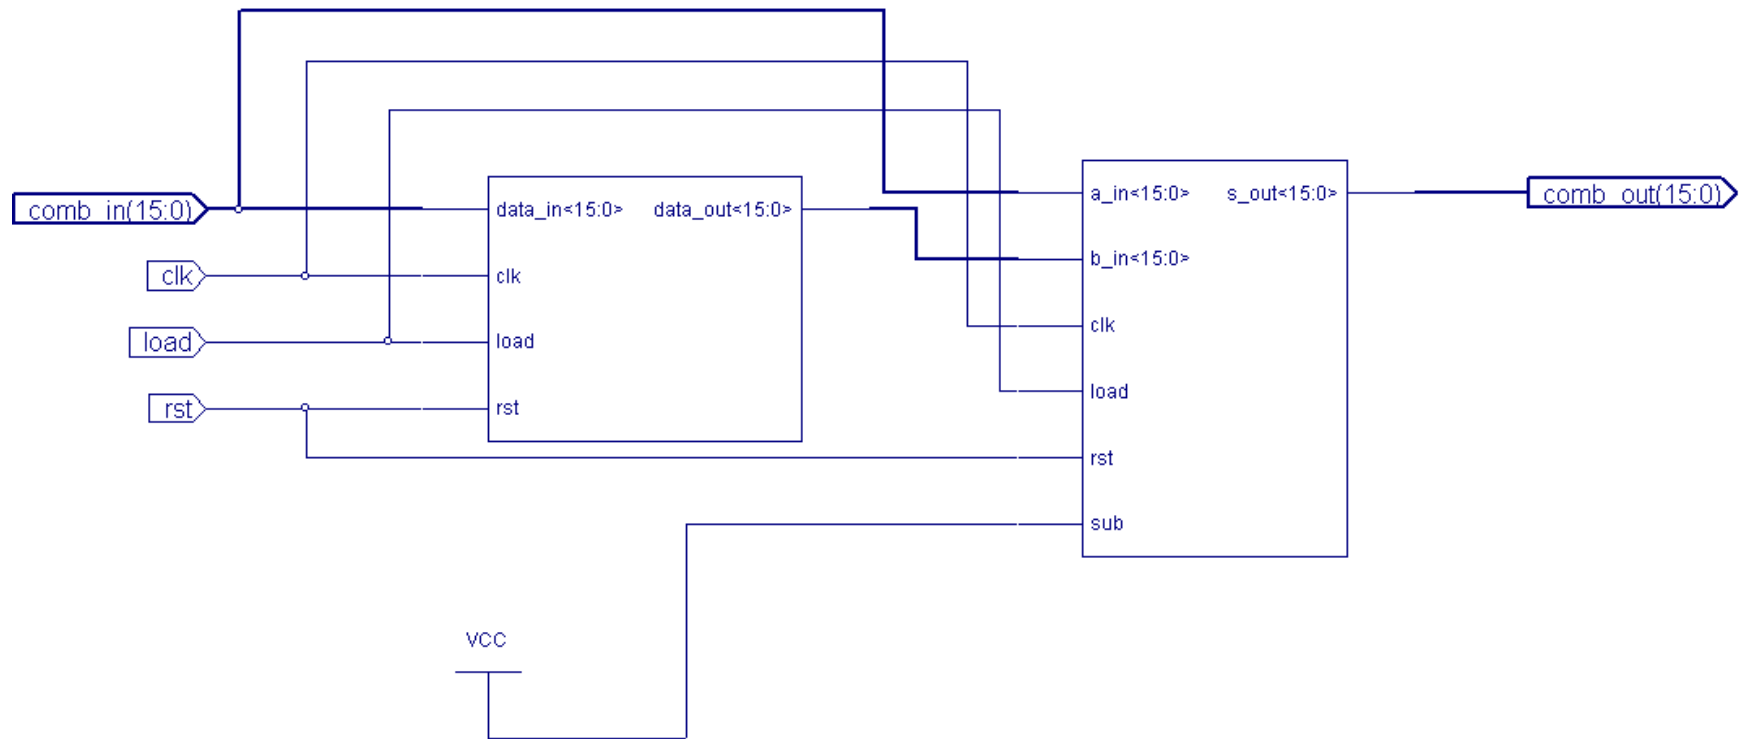 comb_in(15:0)
clk
load
rst
data_in<15:0> data_out<15:0>
clk
load
rst
a_in<15:0> s_out<15:0>
b_in<15:0>
clk
load
rst
sub
comb_out(15:0)
VCC